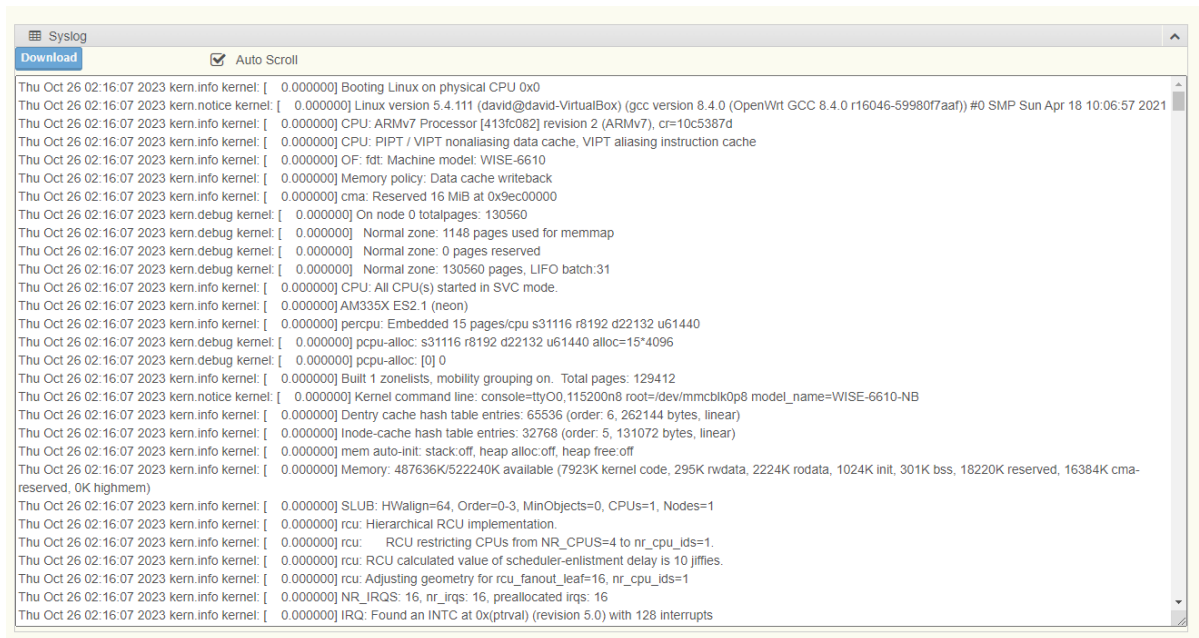 Syslog
Download
Auto Scroll
Thu Oct 26 02:16:07 2023 kern.info kernel: [    0.000000] Booting Linux on physical CPU 0x0
Thu Oct 26 02:16:07 2023 kern.notice kernel: [    0.000000] Linux version 5.4.111 (david@david-VirtualBox) (gcc version 8.4.0 (OpenWrt GCC 8.4.0 r16046-59980f7aaf)) #0 SMP Sun Apr 18 10:06:57 2021
Thu Oct 26 02:16:07 2023 kern.info kernel: [    0.000000] CPU: ARMv7 Processor [413fc082] revision 2 (ARMv7), cr=10c5387d
Thu Oct 26 02:16:07 2023 kern.info kernel: [    0.000000] CPU: PIPT / VIPT nonaliasing data cache, VIPT aliasing instruction cache
Thu Oct 26 02:16:07 2023 kern.info kernel: [    0.000000] OF: fdt: Machine model: WISE-6610
Thu Oct 26 02:16:07 2023 kern.info kernel: [    0.000000] Memory policy: Data cache writeback
Thu Oct 26 02:16:07 2023 kern.info kernel: [    0.000000] cma: Reserved 16 MiB at 0x9ec00000
Thu Oct 26 02:16:07 2023 kern.debug kernel: [    0.000000] On node 0 totalpages: 130560
Thu Oct 26 02:16:07 2023 kern.debug kernel: [    0.000000]   Normal zone: 1148 pages used for memmap
Thu Oct 26 02:16:07 2023 kern.debug kernel: [    0.000000]   Normal zone: 0 pages reserved
Thu Oct 26 02:16:07 2023 kern.debug kernel: [    0.000000]   Normal zone: 130560 pages, LIFO batch:31
Thu Oct 26 02:16:07 2023 kern.info kernel: [    0.000000] CPU: All CPU(s) started in SVC mode.
Thu Oct 26 02:16:07 2023 kern.info kernel: [    0.000000] AM335X ES2.1 (neon)
Thu Oct 26 02:16:07 2023 kern.info kernel: [    0.000000] percpu: Embedded 15 pages/cpu s31116 r8192 d22132 u61440
Thu Oct 26 02:16:07 2023 kern.debug kernel: [    0.000000] pcpu-alloc: s31116 r8192 d22132 u61440 alloc=15*4096
Thu Oct 26 02:16:07 2023 kern.debug kernel: [    0.000000] pcpu-alloc: [0] 0
Thu Oct 26 02:16:07 2023 kern.info kernel: [    0.000000] Built 1 zonelists, mobility grouping on.  Total pages: 129412
Thu Oct 26 02:16:07 2023 kern.notice kernel: [    0.000000] Kernel command line: console=ttyO0,115200n8 root=/dev/mmcblk0p8 model_name=WISE-6610-NB
Thu Oct 26 02:16:07 2023 kern.info kernel: [    0.000000] Dentry cache hash table entries: 65536 (order: 6, 262144 bytes, linear)
Thu Oct 26 02:16:07 2023 kern.info kernel: [    0.000000] Inode-cache hash table entries: 32768 (order: 5, 131072 bytes, linear)
Thu Oct 26 02:16:07 2023 kern.info kernel: [    0.000000] mem auto-init: stack:off, heap alloc:off, heap free:off
Thu Oct 26 02:16:07 2023 kern.info kernel: [    0.000000] Memory: 487636K/522240K available (7923K kernel code, 295K rwdata, 2224K rodata, 1024K init, 301K bss, 18220K reserved, 16384K cma-
reserved, 0K highmem)
Thu Oct 26 02:16:07 2023 kern.info kernel: [    0.000000] SLUB: HWalign=64, Order=0-3, MinObjects=0, CPUs=1, Nodes=1
Thu Oct 26 02:16:07 2023 kern.info kernel: [    0.000000] rcu: Hierarchical RCU implementation.
Thu Oct 26 02:16:07 2023 kern.info kernel: [    0.000000] rcu:     RCU restricting CPUs from NR_CPUS=4 to nr_cpu_ids=1.
Thu Oct 26 02:16:07 2023 kern.info kernel: [    0.000000] rcu: RCU calculated value of scheduler-enlistment delay is 10 jiffies.
Thu Oct 26 02:16:07 2023 kern.info kernel: [    0.000000] rcu: Adjusting geometry for rcu_fanout_leaf=16, nr_cpu_ids=1
Thu Oct 26 02:16:07 2023 kern.info kernel: [    0.000000] NR_IRQS: 16, nr_irqs: 16, preallocated irqs: 16
Thu Oct 26 02:16:07 2023 kern.info kernel: [    0.000000] IRQ: Found an INTC at 0x(ptrval) (revision 5.0) with 128 interrupts